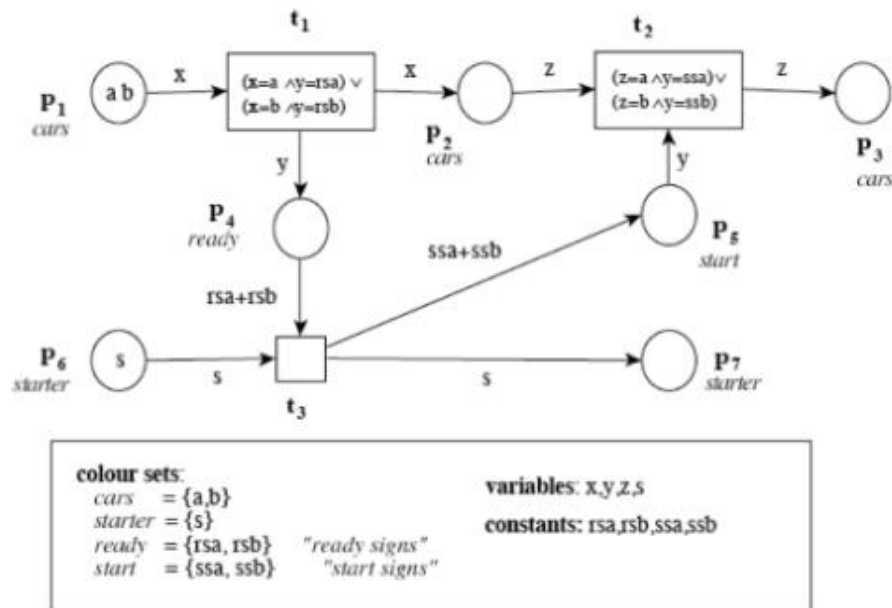 t1
t2
x
x
z
z
a b
(x=a ∧y=rsa) ∨
(x=b ∧y=rsb)
(z=a ∧y=ssa) ∨
(z=b ∧y=ssb)
p1
cars
p2
cars
p3
cars
y
y
p4
ready
p5
start
ssa+ssb
rsa+rsb
p6
starter
s
s
s
p7
starter
t3
colour sets:
cars = {a,b}
starter = {s}
ready = {rsa, rsb} "ready signs"
start = {ssa, ssb} "start signs"
variables: x,y,z,s
constants: rsa,rsb,ssa,ssb